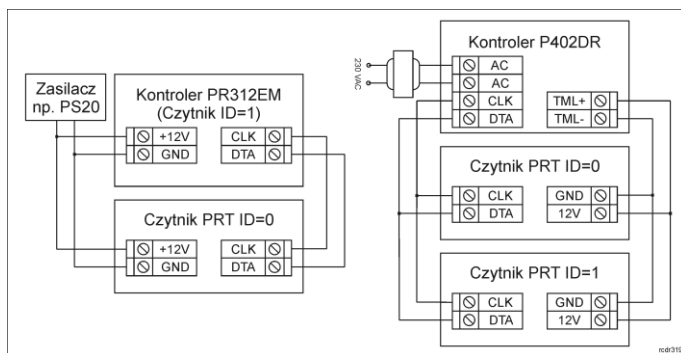 Zasilacz
np. PS20
Kontroler PR312EM
(Czytnik ID=1)
+12V
CLK
GND
DTA
Czytnik PRT ID=0
+12V
CLK
GND
DTA
Kontroler P402DR
230 VAC
AC
AC
CLK
TML+
DTA
TML-
Czytnik PRT ID=0
CLK
GND
DTA
12V
Czytnik PRT ID=1
CLK
GND
DTA
12V
rcdr319